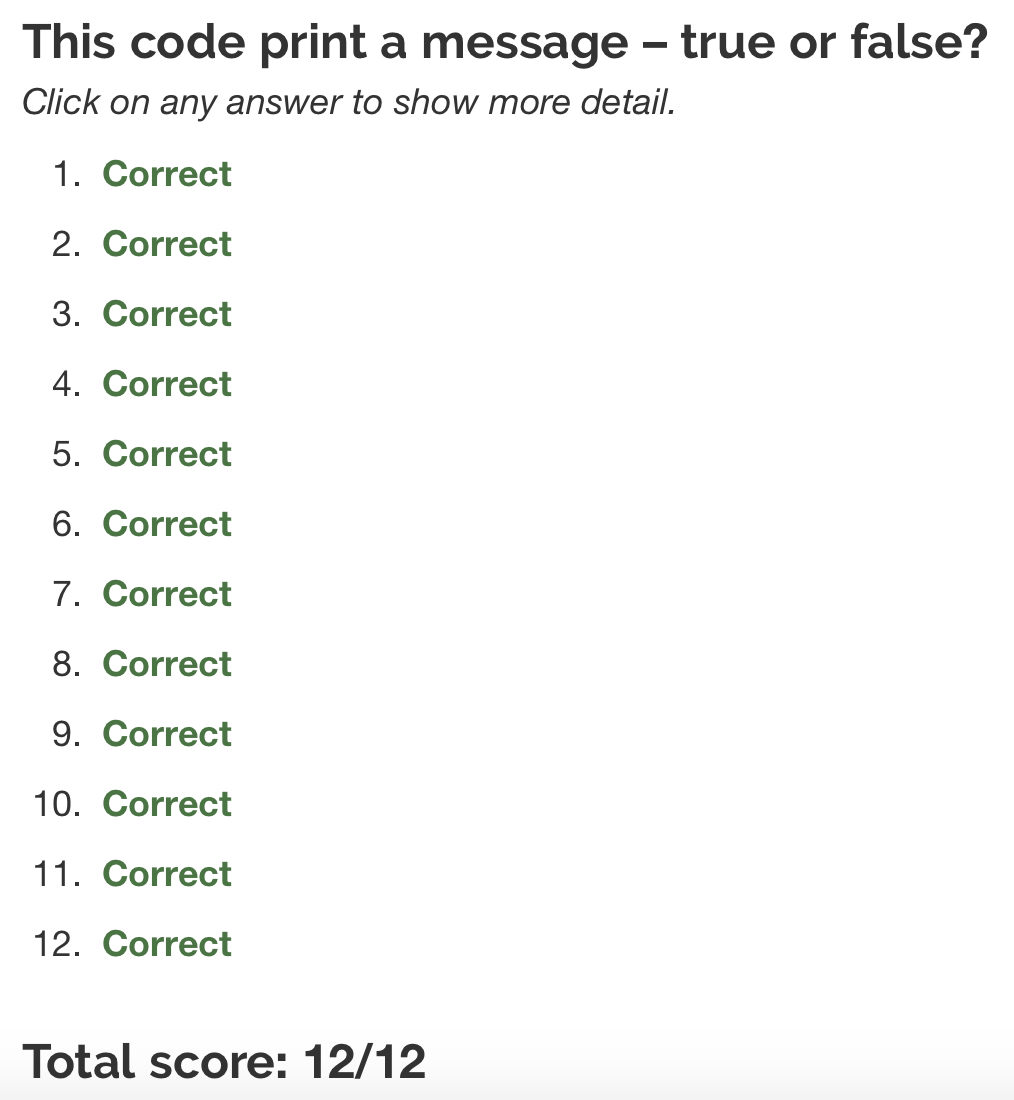 This code print a message – true or false?
Click on any answer to show more detail.
1. Correct
2. Correct
3. Correct
4. Correct
5. Correct
6. Correct
7. Correct
8. Correct
9. Correct
10. Correct
11. Correct
12. Correct
Total score: 12/12